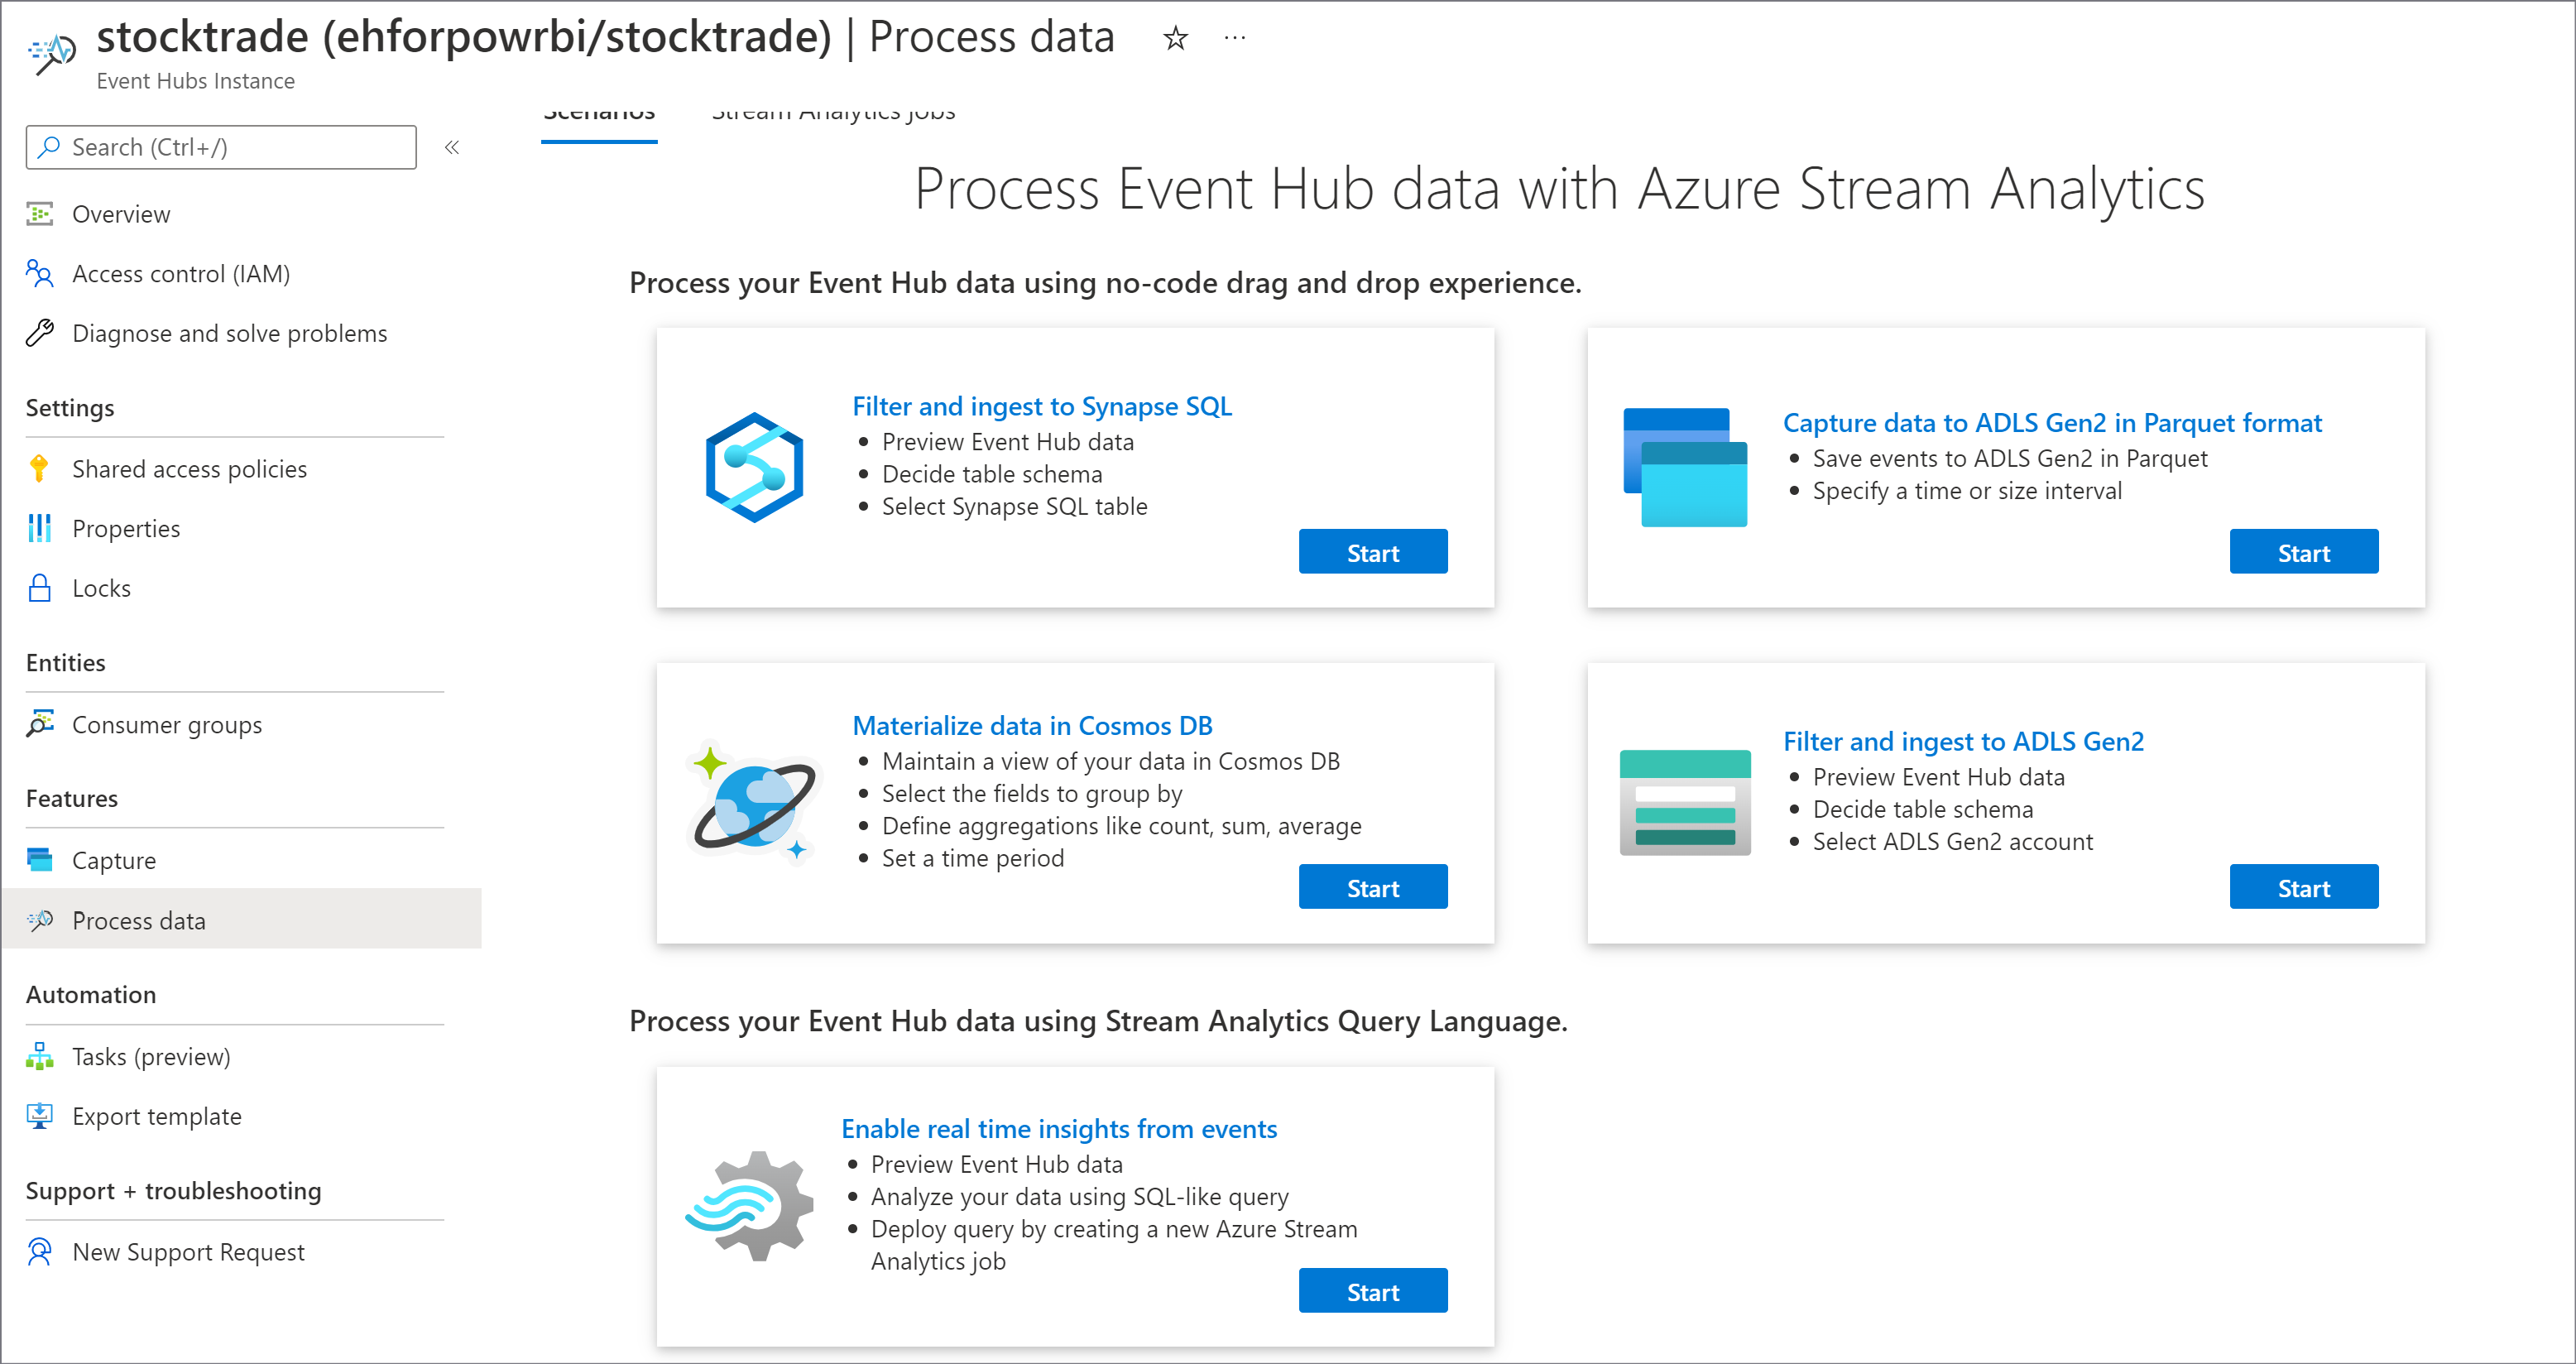 stocktrade (ehforpowrbi/stocktrade) | Process data
Event Hubs Instance
Search (Ctrl+/)
Overview
Access control (IAM)
Diagnose and solve problems
Settings
Shared access policies
Properties
Locks
Entities
Consumer groups
Features
Capture
Process data
Automation
Tasks (preview)
Export template
Support + troubleshooting
New Support Request
Scenarios
Stream Analytics jobs
Process Event Hub data with Azure Stream Analytics
Process your Event Hub data using no-code drag and drop experience.
Filter and ingest to Synapse SQL
• Preview Event Hub data
• Decide table schema
• Select Synapse SQL table
Start
Capture data to ADLS Gen2 in Parquet format
• Save events to ADLS Gen2 in Parquet
• Specify a time or size interval
Start
Materialize data in Cosmos DB
• Maintain a view of your data in Cosmos DB
• Select the fields to group by
• Define aggregations like count, sum, average
• Set a time period
Start
Filter and ingest to ADLS Gen2
• Preview Event Hub data
• Decide table schema
• Select ADLS Gen2 account
Start
Process your Event Hub data using Stream Analytics Query Language.
Enable real time insights from events
• Preview Event Hub data
• Analyze your data using SQL-like query
• Deploy query by creating a new Azure Stream
Analytics job
Start